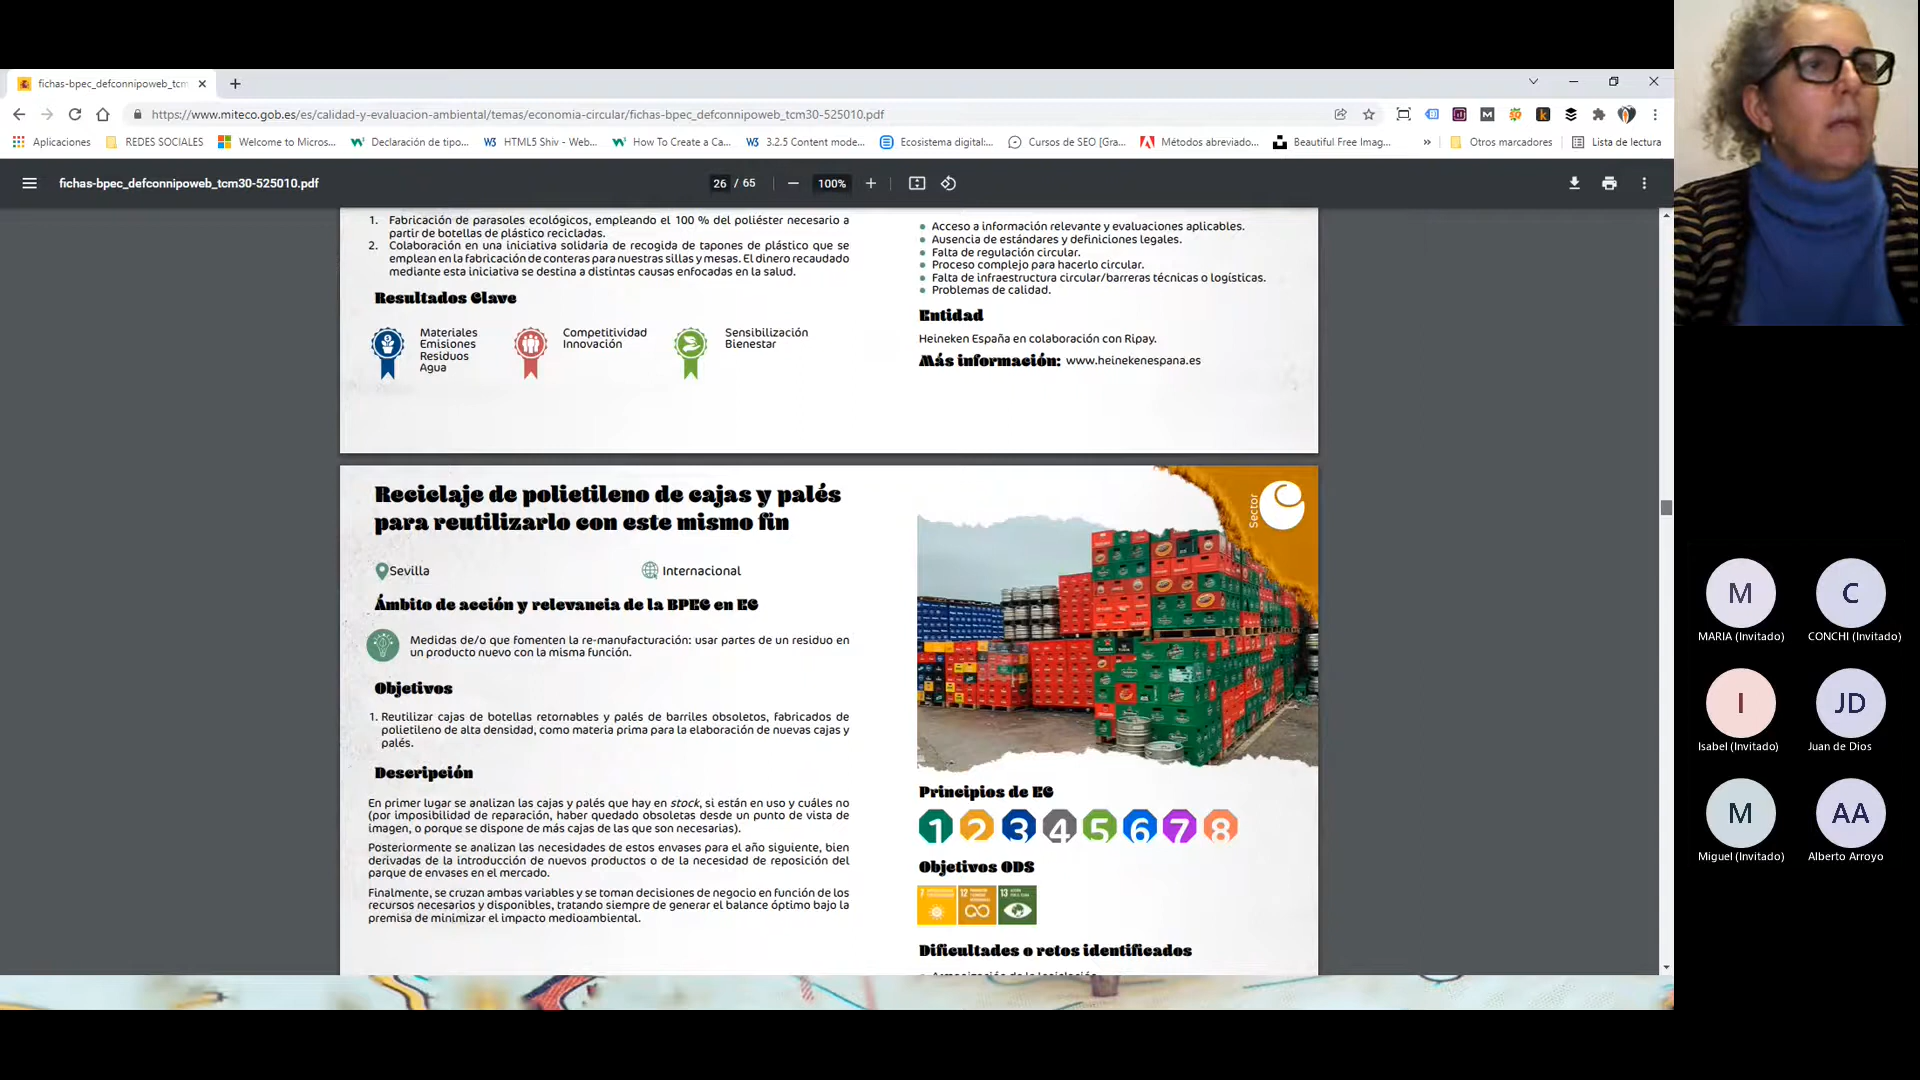 fichas-bpec_defconnipoweb_tcm
https://www.miteco.gob.es/es/calidad-y-evaluacion-ambiental/temas/economia-circular/fichas-bpec_defconnipoweb_tcm30-525010.pdf
Aplicaciones
REDES SOCIALES
Welcome to Micros...
Declaración de tipo...
HTML5 Shiv - Web...
How To Create a Ca...
3.2.5 Content mode...
Ecosistema digital:...
Cursos de SEO [Gra...
Métodos abreviado...
Beautiful Free Imag...
»
Otros marcadores
Lista de lectura
fichas-bpec_defconnipoweb_tcm30-525010.pdf
26 / 65
100%
1. Fabricación de parasoles ecológicos, empleando el 100 % del poliéster necesario a
partir de botellas de plástico recicladas.
2. Colaboración en una iniciativa solidaria de recogida de tapones de plástico que se
emplean en la fabricación de conteras para nuestras sillas y mesas. El dinero recaudado
mediante esta iniciativa se destina a distintas causas enfocadas en la salud.
Resultados Clave
Materiales
Emisiones
Residuos
Agua
Competitividad
Innovación
Sensibilización
Bienestar
• Acceso a información relevante y evaluaciones aplicables.
• Ausencia de estándares y definiciones legales.
• Falta de regulación circular.
• Proceso complejo para hacerlo circular.
• Falta de infraestructura circular/barreras técnicas o logísticas.
• Problemas de calidad.
Entidad
Heineken España en colaboración con Ripay.
Más información: www.heinekenespana.es
Reciclaje de polietileno de cajas y palés
para reutilizarlo con este mismo fin
Sevilla
Internacional
Ámbito de acción y relevancia de la BPEC en EC
Medidas de/o que fomenten la re-manufacturación: usar partes de un residuo en
un producto nuevo con la misma función.
Objetivos
1. Reutilizar cajas de botellas retornables y palés de barriles obsoletos, fabricados de
polietileno de alta densidad, como materia prima para la elaboración de nuevas cajas y
palés.
Descripción
En primer lugar se analizan las cajas y palés que hay en stock, si están en uso y cuáles no
(por imposibilidad de reparación, haber quedado obsoletas desde un punto de vista de
imagen, o porque se dispone de más cajas de las que son necesarias).
Posteriormente se analizan las necesidades de estos envases para el año siguiente, bien
derivadas de la introducción de nuevos productos o de la necesidad de reposición del
parque de envases en el mercado.
Finalmente, se cruzan ambas variables y se toman decisiones de negocio en función de los
recursos necesarios y disponibles, tratando siempre de generar el balance óptimo bajo la
premisa de minimizar el impacto medioambiental.
Sector
Principios de EC
1 2 3 4 5 6 7 8
Objetivos ODS
7 12 13
Dificultades o retos identificados
M
MARIA (Invitado)
C
CONCHI (Invitado)
I
Isabel (Invitado)
JD
Juan de Dios
M
Miguel (Invitado)
AA
Alberto Arroyo